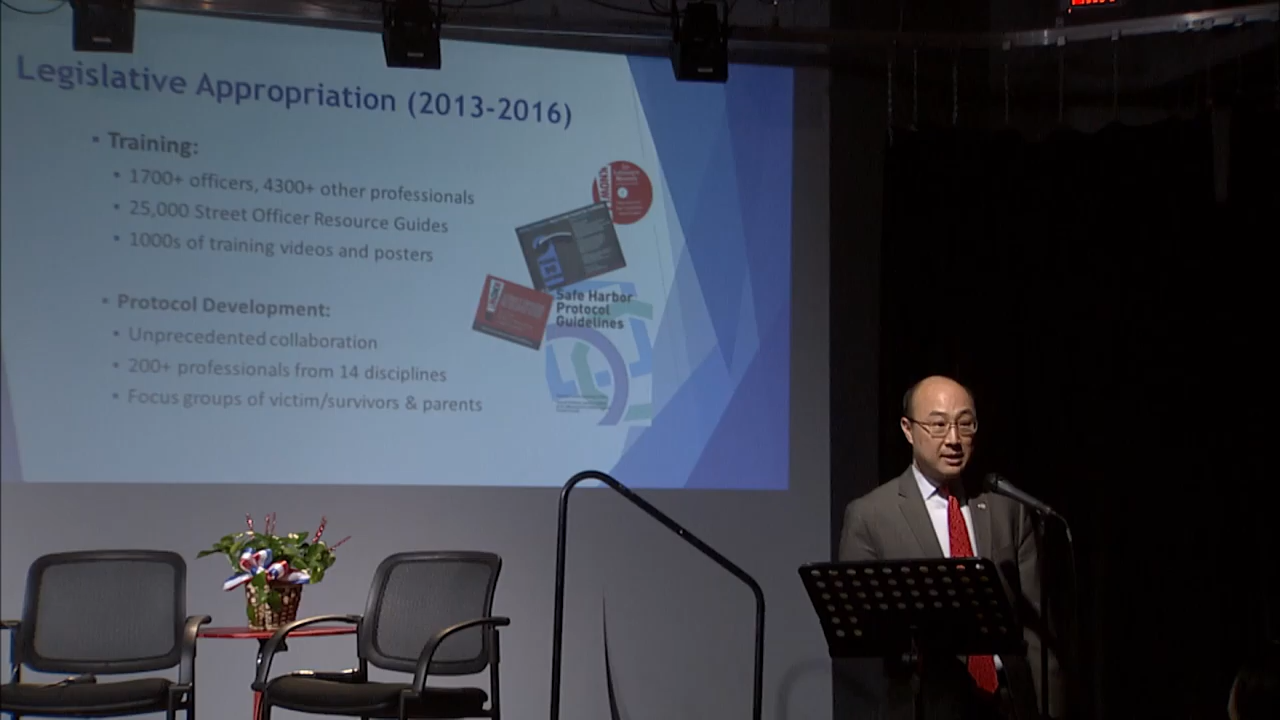 Legislative Appropriation (2013-2016)
▪ Training:
▪ 1700+ officers, 4300+ other professionals
▪ 25,000 Street Officer Resource Guides
▪ 1000s of training videos and posters
▪ Protocol Development:
▪ Unprecedented collaboration
▪ 200+ professionals from 14 disciplines
▪ Focus groups of victim/survivors & parents
Safe Harbor
Protocol
Guidelines